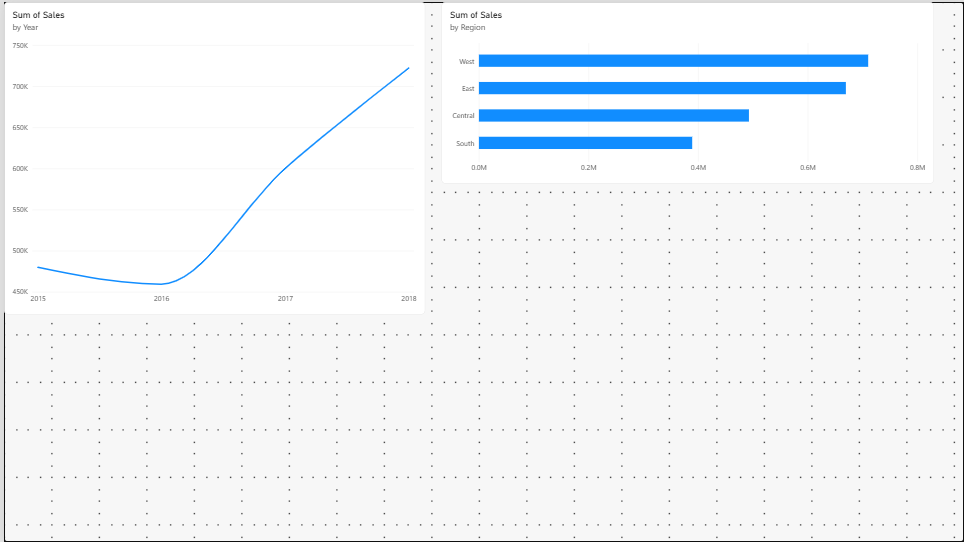 Sum of Sales
by Year
750K
700K
650K
600K
550K
500K
450K
2015 2016 2017 2018
Sum of Sales
by Region
West
East
Central
South
0.0M 0.2M 0.4M 0.6M 0.8M